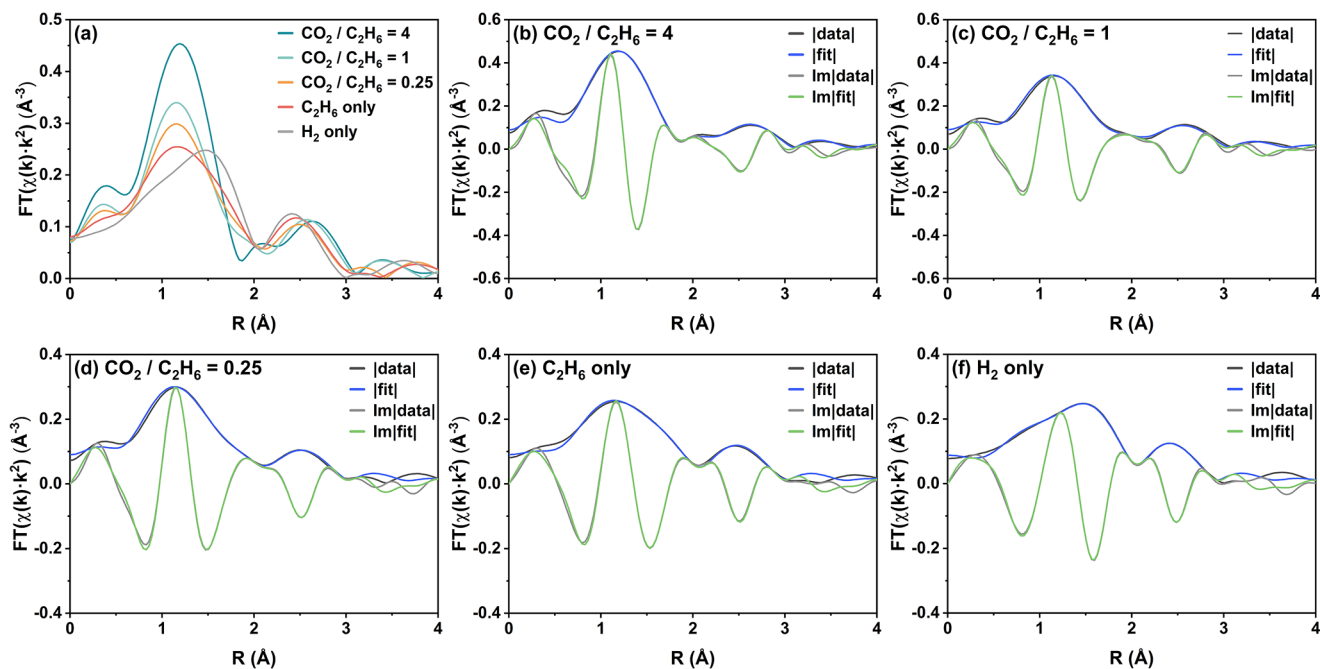 (a)
CO₂ / C₂H₆ = 4
CO₂ / C₂H₆ = 1
CO₂ / C₂H₆ = 0.25
C₂H₆ only
H₂ only
0.5
0.4
0.3
0.2
0.1
0.0
FT(χ(k)·k²) (Å⁻³)
0 1 2 3 4
R (Å)
(b) CO₂ / C₂H₆ = 4
|data|
|fit|
Im|data|
Im|fit|
0.6
0.4
0.2
0.0
-0.2
-0.4
-0.6
FT(χ(k)·k²) (Å⁻³)
0 1 2 3 4
R (Å)
(c) CO₂ / C₂H₆ = 1
|data|
|fit|
Im|data|
Im|fit|
0.6
0.4
0.2
0.0
-0.2
-0.4
-0.6
FT(χ(k)·k²) (Å⁻³)
0 1 2 3 4
R (Å)
(d) CO₂ / C₂H₆ = 0.25
|data|
|fit|
Im|data|
Im|fit|
0.4
0.2
0.0
-0.2
-0.4
FT(χ(k)·k²) (Å⁻³)
0 1 2 3 4
R (Å)
(e) C₂H₆ only
|data|
|fit|
Im|data|
Im|fit|
0.4
0.2
0.0
-0.2
-0.4
FT(χ(k)·k²) (Å⁻³)
0 1 2 3 4
R (Å)
(f) H₂ only
|data|
|fit|
Im|data|
Im|fit|
0.4
0.2
0.0
-0.2
-0.4
FT(χ(k)·k²) (Å⁻³)
0 1 2 3 4
R (Å)